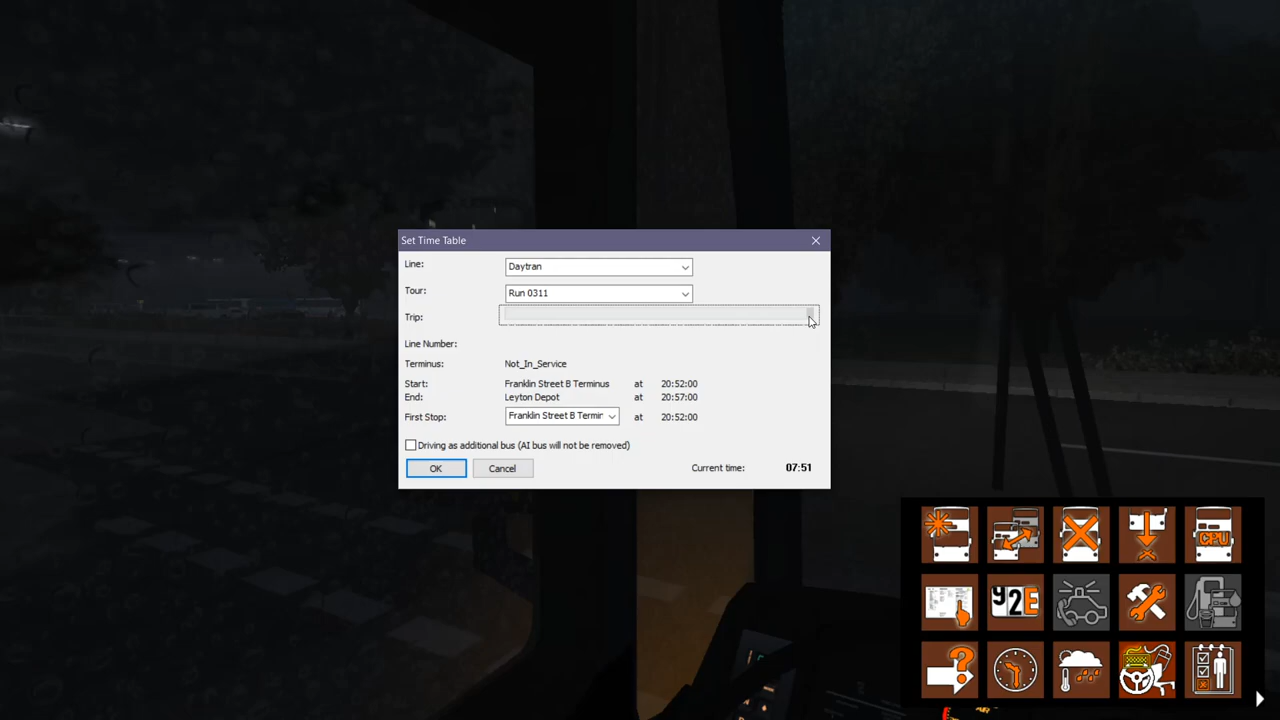 Set Time Table
Line: Daytran
Tour: Run 0311
Trip:
Line Number:
Terminus: Not_In_Service
Start: Franklin Street B Terminus at 20:52:00
End: Leyton Depot at 20:57:00
First Stop: Franklin Street B Termir at 20:52:00
Driving as additional bus (AI bus will not be removed)
OK Cancel Current time: 07:51
CPU
92E
?